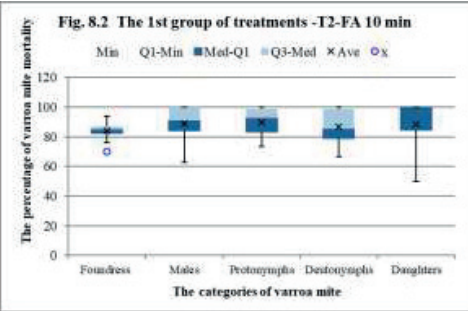 Fig. 8.2 The 1st group of treatments -T2-FA 10 min
Min Q1-Min Med-Q1 Q3-Med Ave x
The percentage of varroa mite mortality
120
100
80
60
40
20
0
Foundress Males Protonymphs Deutonymphs Daughters
The categories of varroa mite